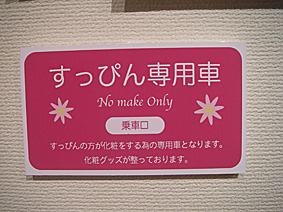 すっぴん専用車
No make Only
乗車口
すっぴんの方が化粧をする為の専用車となります。
化粧グッズが整っております。